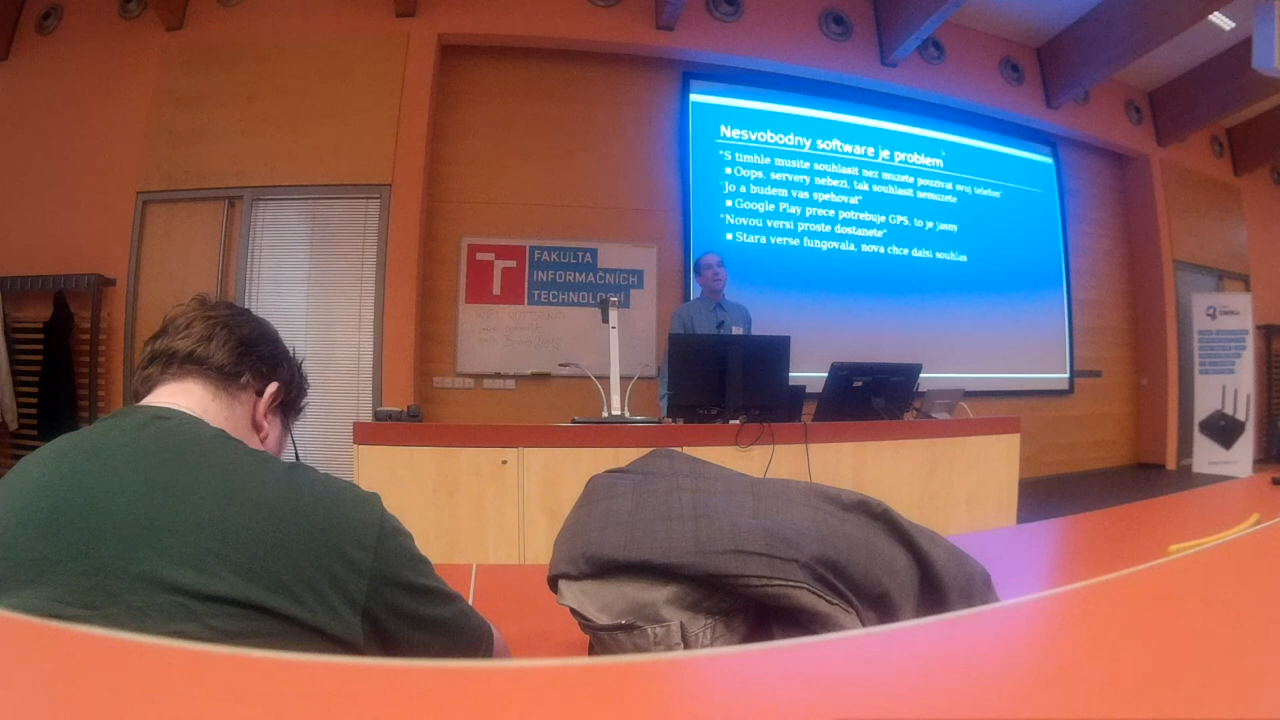 Nesvobodny software je problem
"S timhle musite souhlasit nez muzete pouzivat svuj telefon"
Oops, servery nebezi, tak souhlasit nemuzete
"Jo a budem vas spehovat"
Google Play prece potrebuje GPS, to je jasny
"Novou versi proste dostanete"
Stara verse fungovala, nova chce dalsi souhlas
T
FAKULTA
INFORMAČNÍCH
TECHNOLOGIÍ